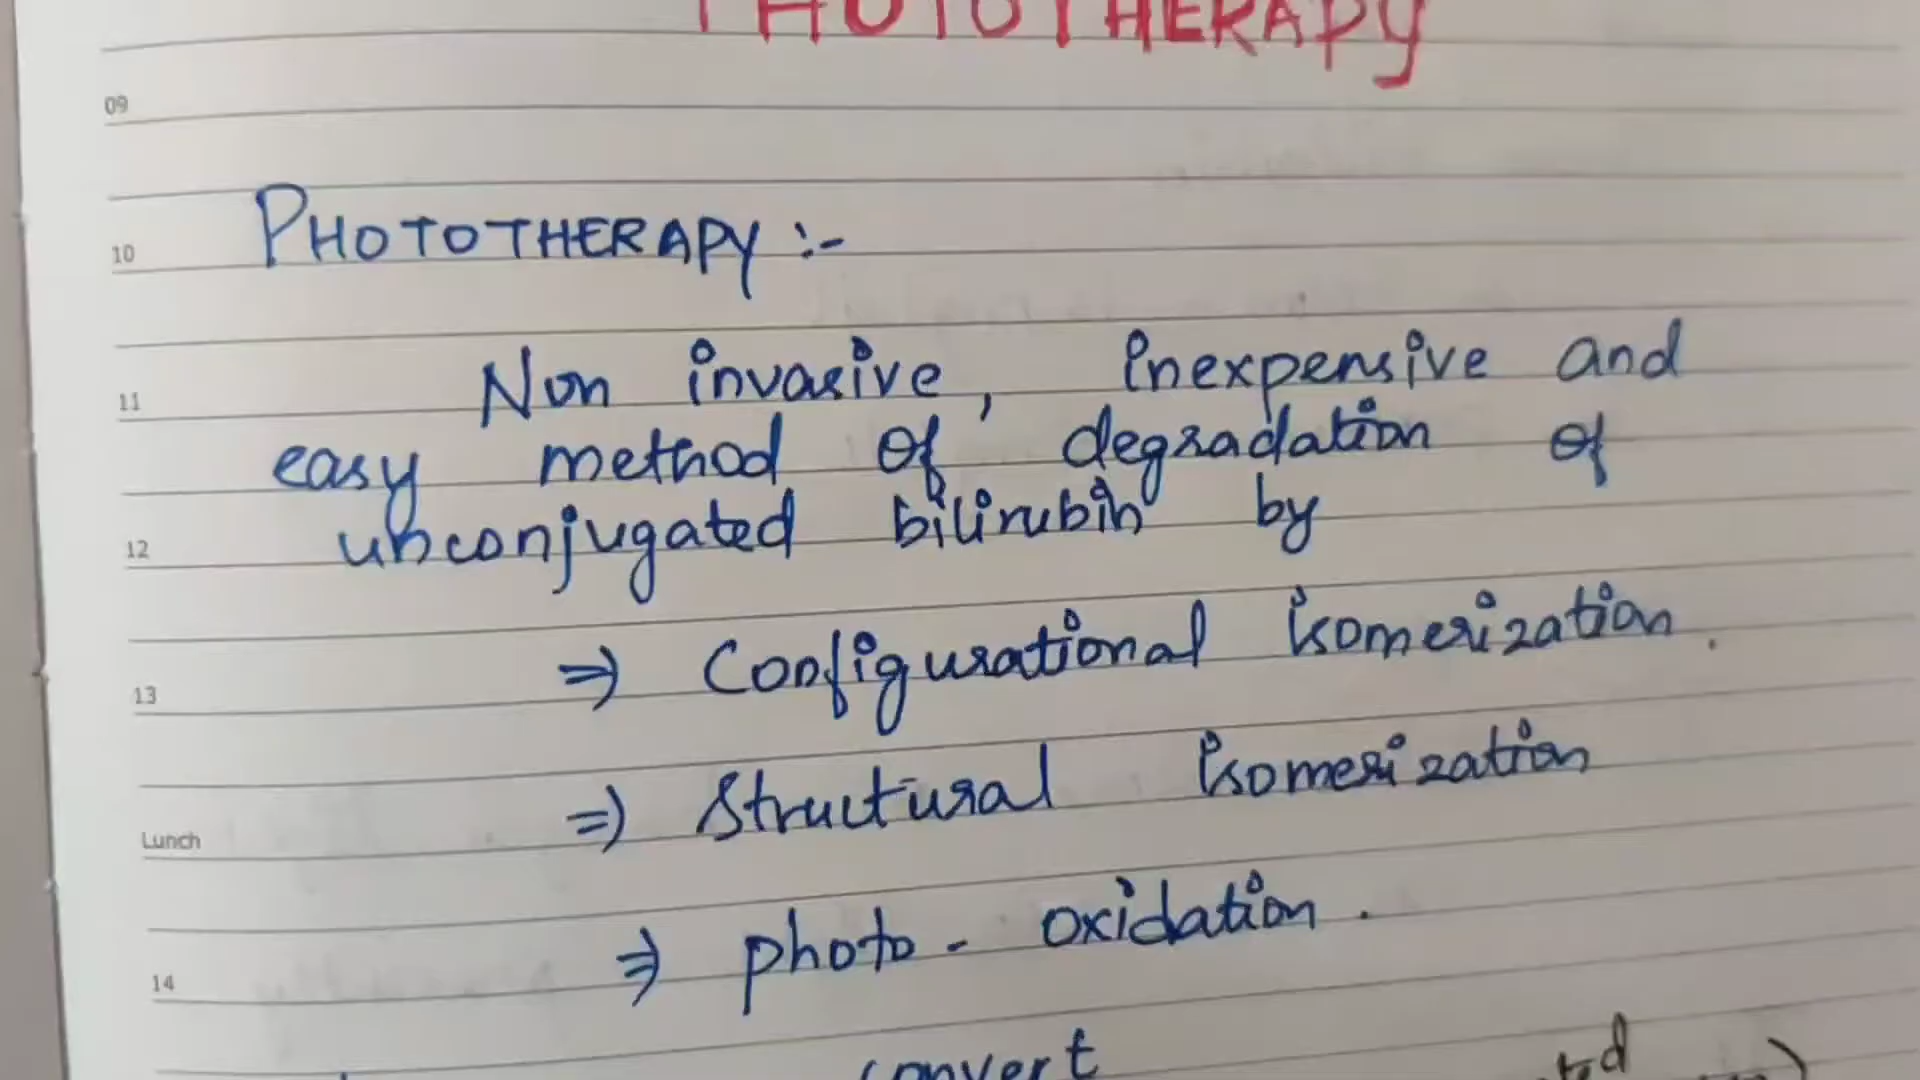 PHOTOTHERAPY
09
10 PHOTOTHERAPY :-
11 Non invasive, inexpensive and
easy method of degradation of
12 unconjugated bilirubin by
⇒ Configurational isomerization.
13
⇒ Structural isomerization
Lunch
⇒ photo - oxidation.
14
convert